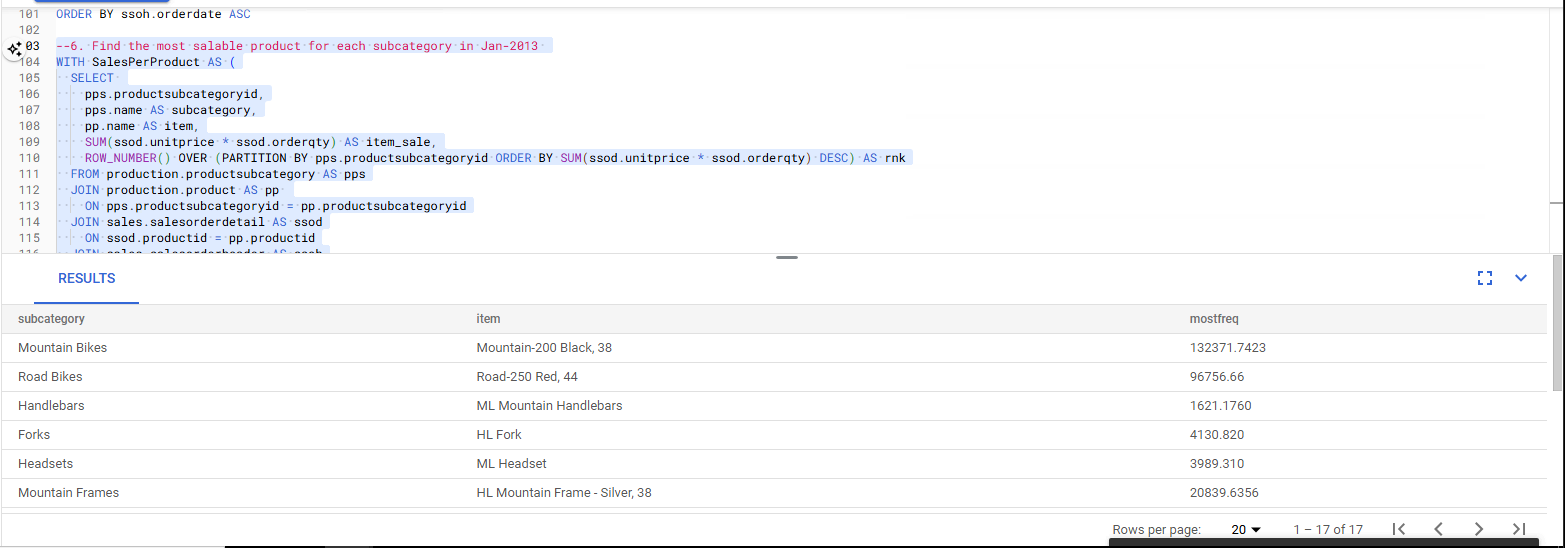 101 ORDER BY ssoh.orderdate ASC
102
03 --6. Find the most salable product for each subcategory in Jan-2013
104 WITH SalesPerProduct AS (
105 SELECT
106 pps.productsubcategoryid,
107 pps.name AS subcategory,
108 pp.name AS item,
109 SUM(ssod.unitprice * ssod.orderqty) AS item_sale,
110 ROW_NUMBER() OVER (PARTITION BY pps.productsubcategoryid ORDER BY SUM(ssod.unitprice * ssod.orderqty) DESC) AS rnk
111 FROM production.productsubcategory AS pps
112 JOIN production.product AS pp
113 ON pps.productsubcategoryid = pp.productsubcategoryid
114 JOIN sales.salesorderdetail AS ssod
115 ON ssod.productid = pp.productid
116 JOIN sales.salesorderheader AS ssoh
RESULTS
subcategory item mostfreq
Mountain Bikes Mountain-200 Black, 38 132371.7423
Road Bikes Road-250 Red, 44 96756.66
Handlebars ML Mountain Handlebars 1621.1760
Forks HL Fork 4130.820
Headsets ML Headset 3989.310
Mountain Frames HL Mountain Frame - Silver, 38 20839.6356
Rows per page: 20 1 – 17 of 17